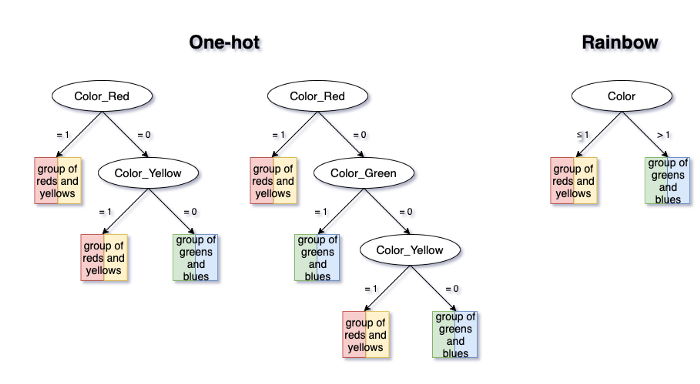 One-hot
Rainbow
Color_Red
Color_Red
Color
= 1
= 0
= 1
= 0
≤ 1
> 1
group of
reds and
yellows
Color_Yellow
group of
reds and
yellows
Color_Green
group of
reds and
yellows
group of
greens
and
blues
= 1
= 0
= 1
= 0
group of
reds and
yellows
group of
greens
and
blues
group of
greens
and
blues
Color_Yellow
= 1
= 0
group of
reds and
yellows
group of
greens
and
blues